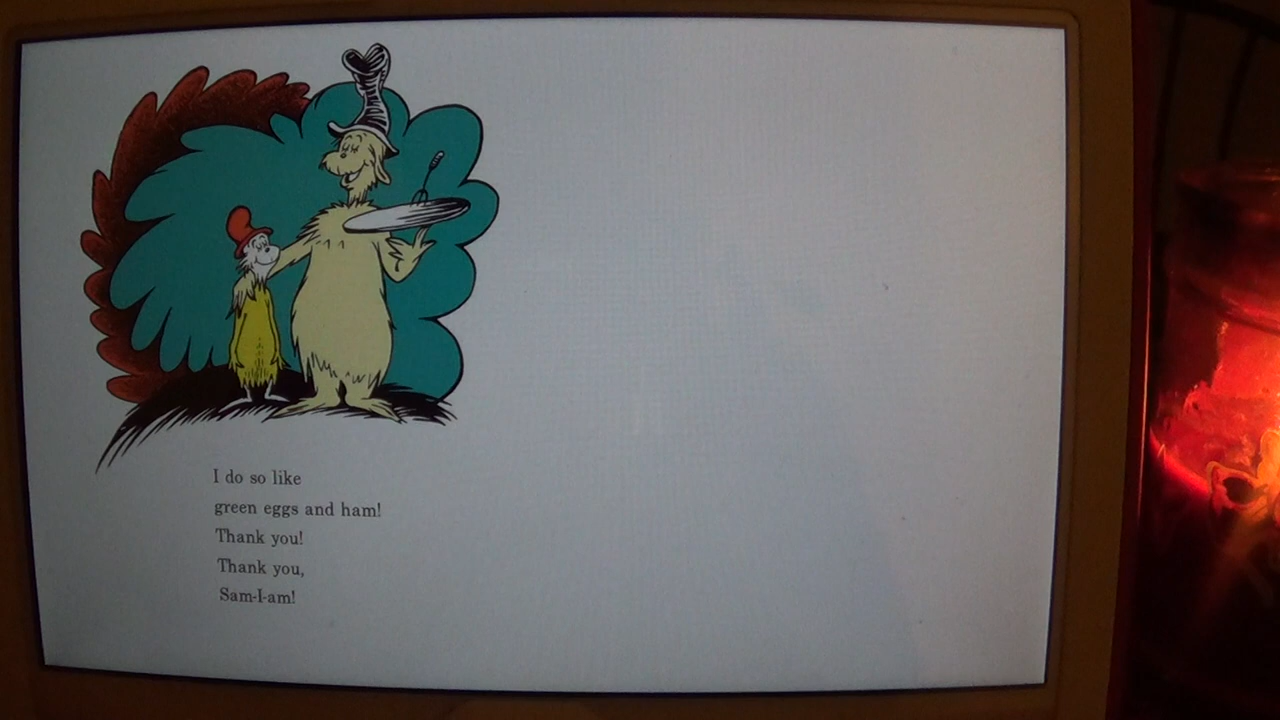 I do so like
green eggs and ham!
Thank you!
Thank you,
Sam-I-am!